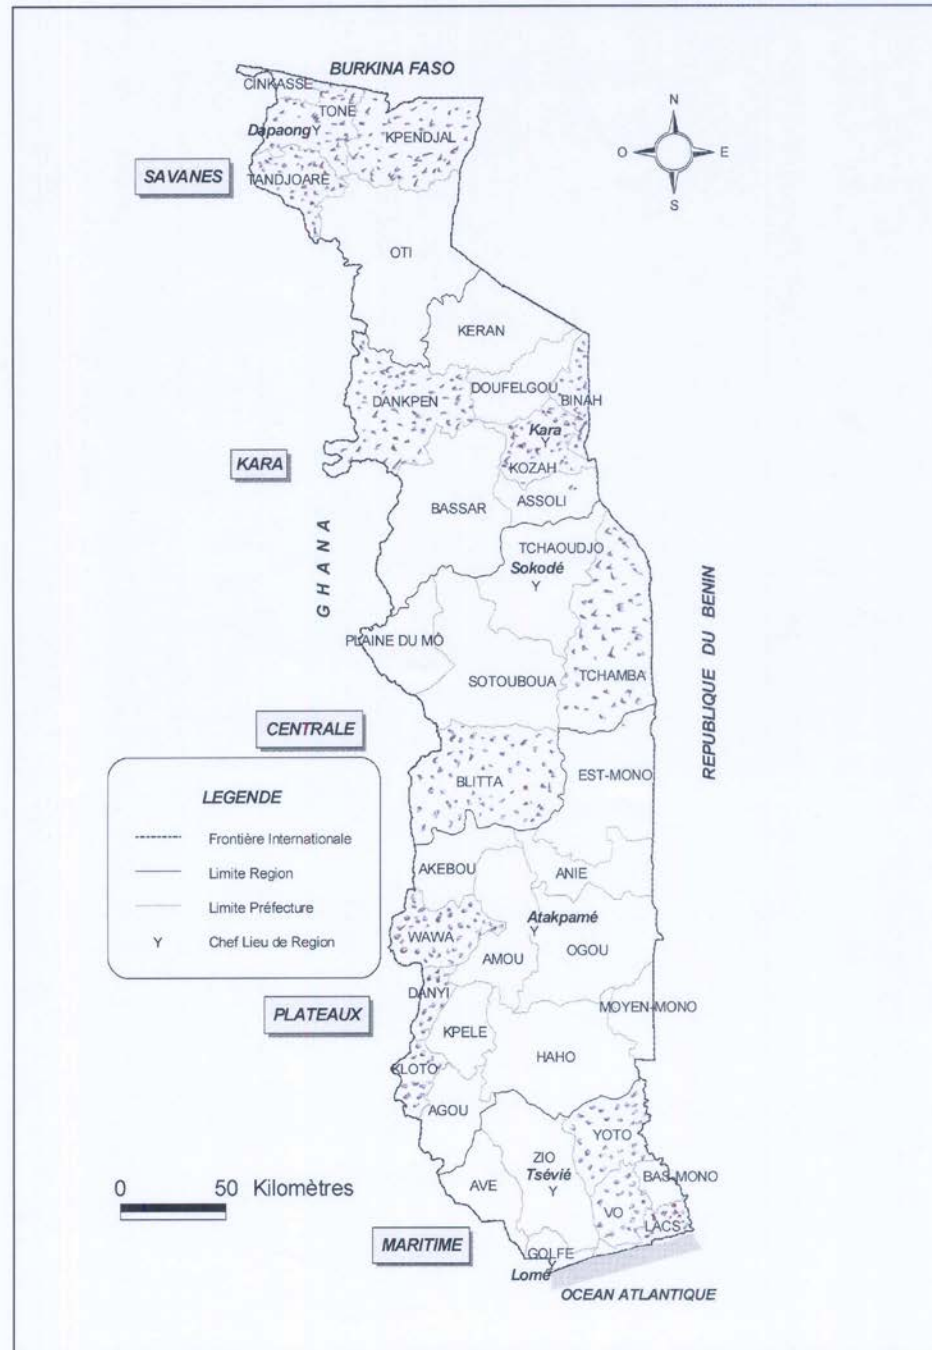 BURKINA FASO
CINKASSE
TONE
Dapaong Y
KPENDJAL
N
O
E
S
SAVANES
TANDJOARE
OTI
KERAN
DOUFELGOU
DANKPEN
BINAH
Kara
Y
KARA
KOZAH
BASSAR
ASSOLI
GHANA
TCHAOUDJO
Sokodé
Y
PLAINE DU MÔ
SOTOUBOUA
TCHAMBA
REPUBLIQUE DU BENIN
CENTRALE
BLITTA
EST-MONO
LEGENDE
Frontière Internationale
Limite Region
Limite Préfecture
Y Chef Lieu de Region
AKEBOU
ANIE
Atakpamé
Y
WAWA
AMOU
OGOU
DANYI
PLATEAUX
MOYEN-MONO
KPELE
HAHO
KLOTO
AGOU
YOTO
ZIO
Tsévié
Y
BAS-MONO
AVE
0 50 Kilomètres
VO
LACS
MARITIME
GOLFE
Y
Lomé
OCEAN ATLANTIQUE